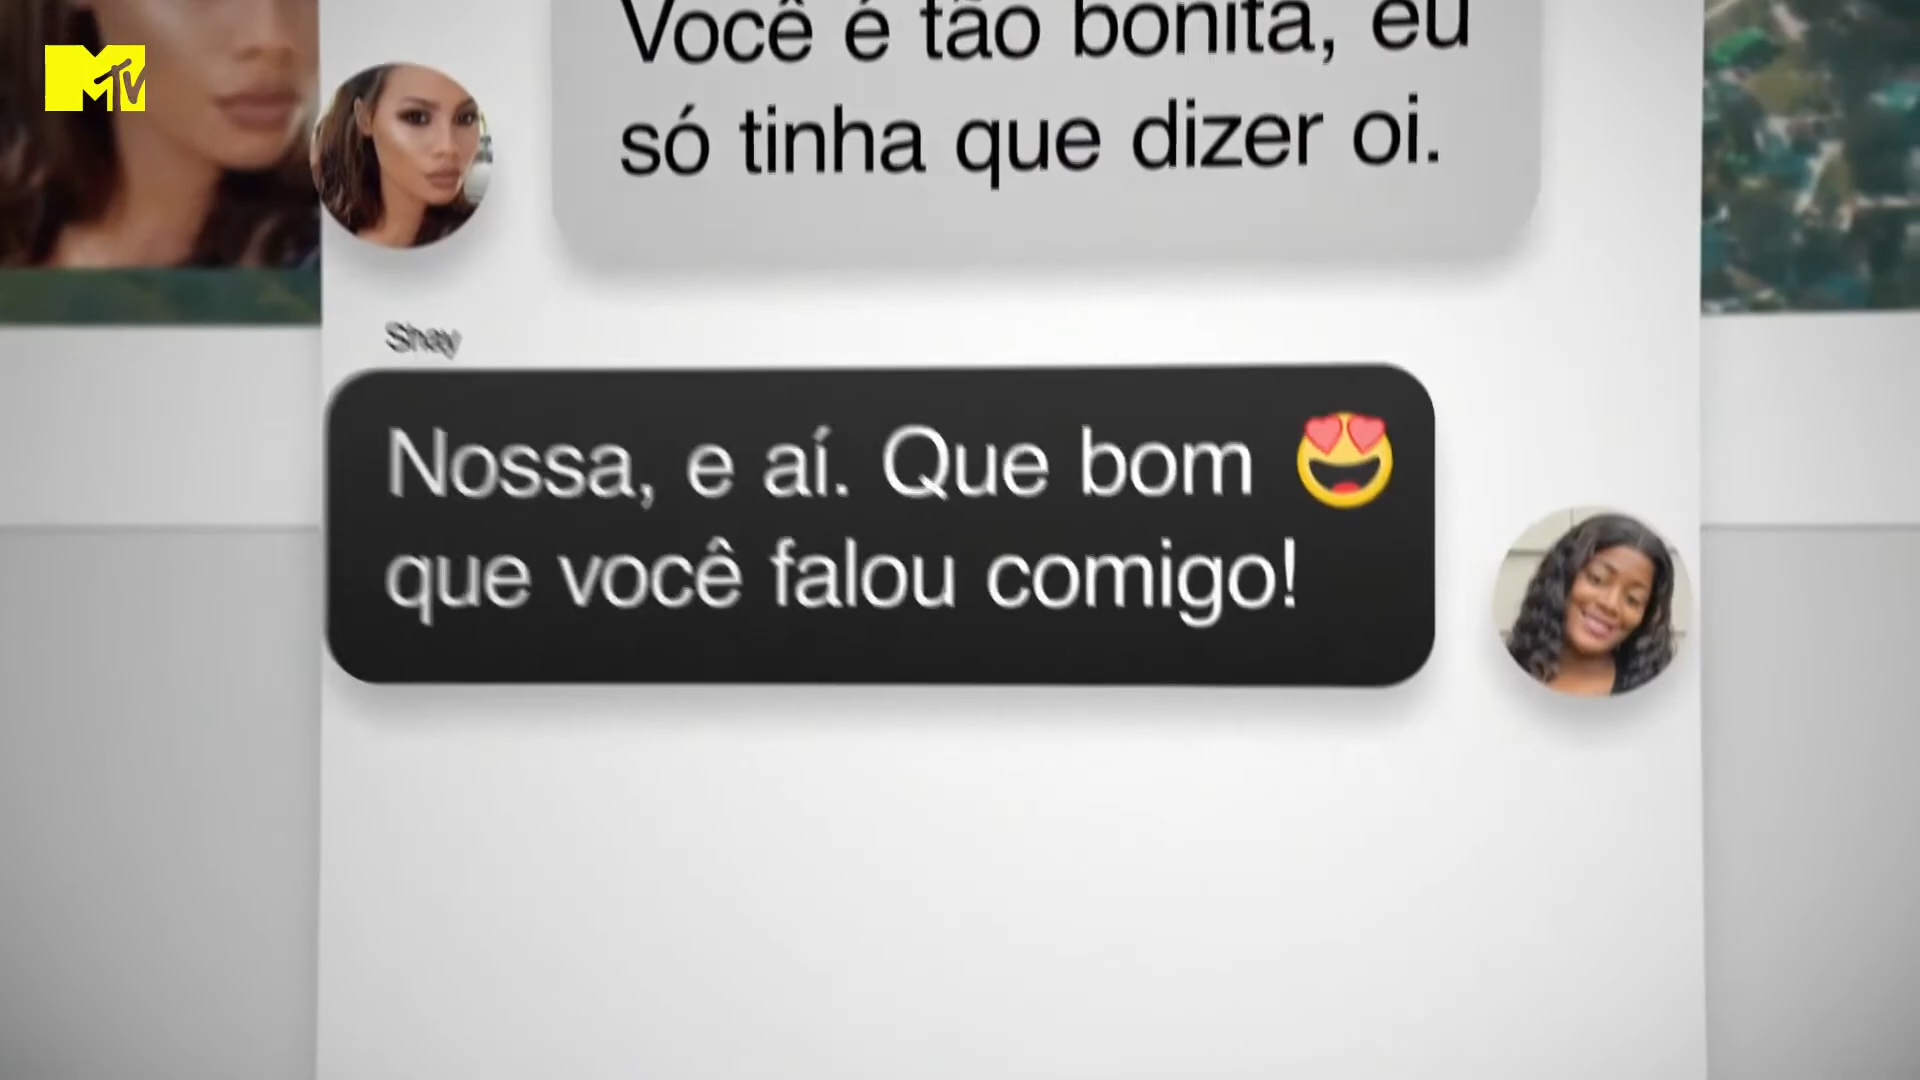 MTV
Você é tão bonita, eu
só tinha que dizer oi.
Shay
Nossa, e aí. Que bom 😍
que você falou comigo!